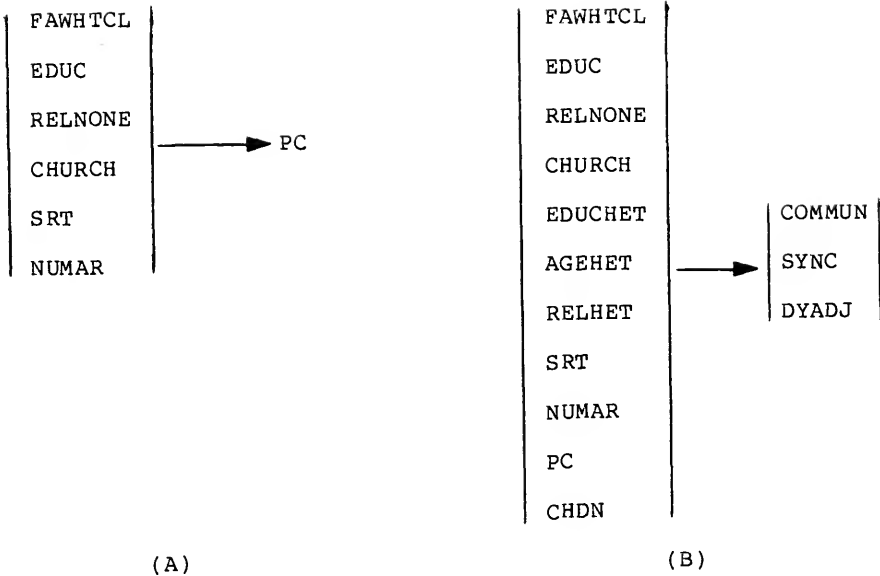 FAWHTCL
EDUC
RELNONE
CHURCH
SRT
NUMAR
PC
(A)
FAWHTCL
EDUC
RELNONE
CHURCH
EDUCHET
AGEHET
RELHET
SRT
NUMAR
PC
CHDN
COMMUN
SYNC
DYADJ
(B)